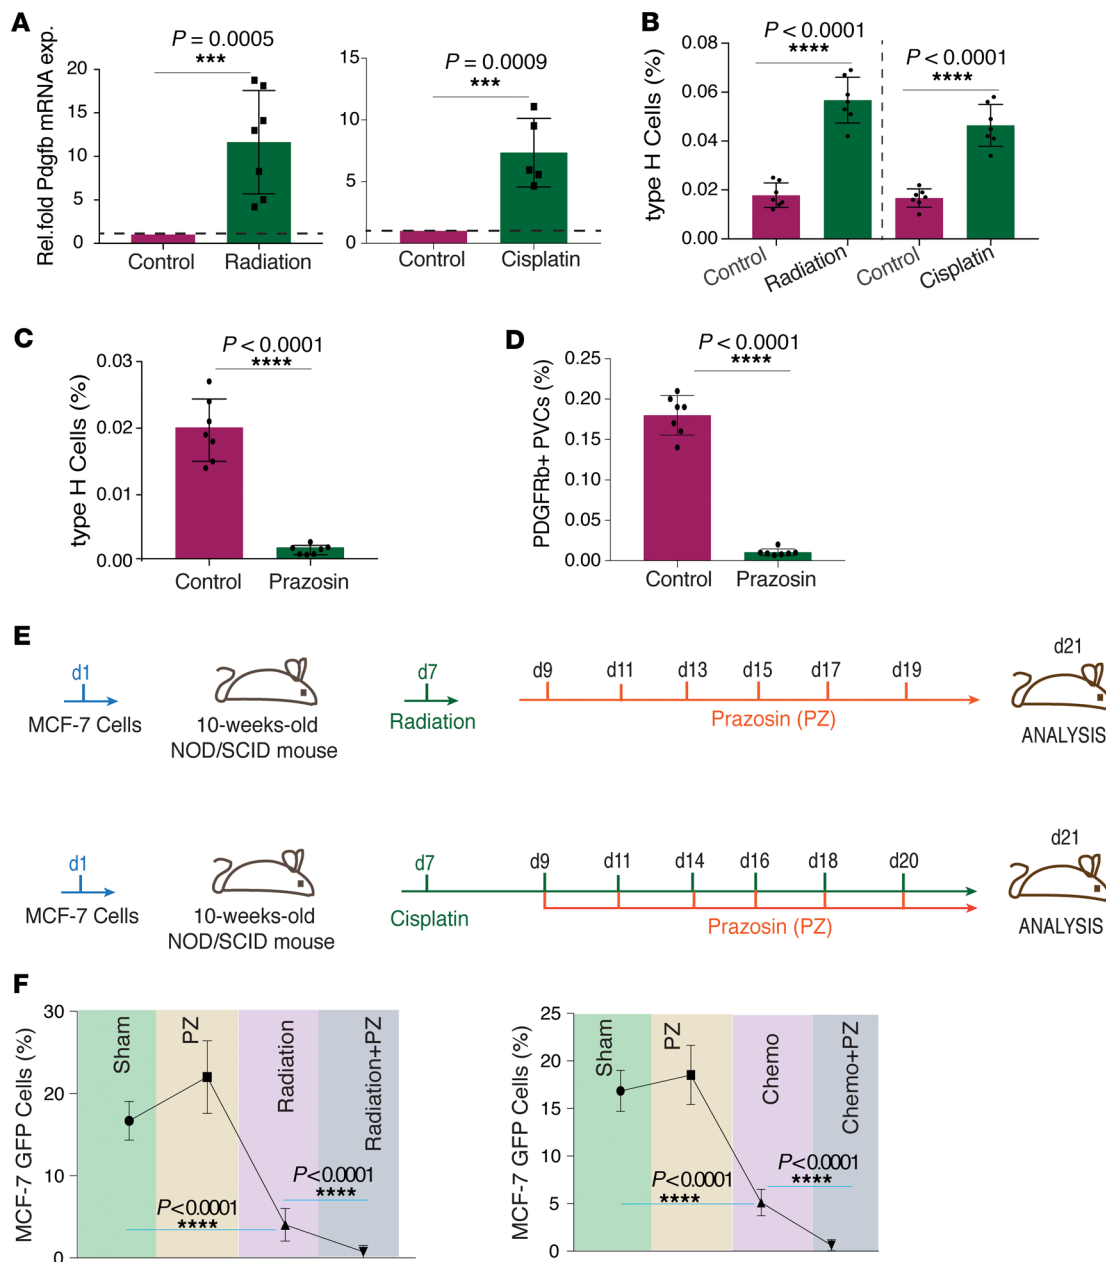 A
Rel.fold Pdgfb mRNA exp.
P = 0.0005
***
20
15
10
5
0
Control
Radiation
P = 0.0009
***
15
10
5
0
Control
Cisplatin
B
type H Cells (%)
P < 0.0001
****
P < 0.0001
****
0.08
0.06
0.04
0.02
0.00
Control
Radiation
Control
Cisplatin
C
type H Cells (%)
P < 0.0001
****
0.03
0.02
0.01
0.00
Control
Prazosin
D
PDGFRb+ PVCs (%)
P < 0.0001
****
0.25
0.20
0.15
0.10
0.05
0.00
Control
Prazosin
E
d1
MCF-7 Cells
10-weeks-old
NOD/SCID mouse
d7
Radiation
d9 d11 d13 d15 d17 d19
Prazosin (PZ)
d21
ANALYSIS
d1
MCF-7 Cells
10-weeks-old
NOD/SCID mouse
d7
Cisplatin
d9 d11 d14 d16 d18 d20
Prazosin (PZ)
d21
ANALYSIS
F
MCF-7 GFP Cells (%)
30
20
10
0
Sham
PZ
Radiation
Radiation+PZ
P<0.0001
****
P<0.0001
****
MCF-7 GFP Cells (%)
25
20
15
10
5
0
Sham
PZ
Chemo
Chemo+PZ
P<0.0001
****
P<0.0001
****